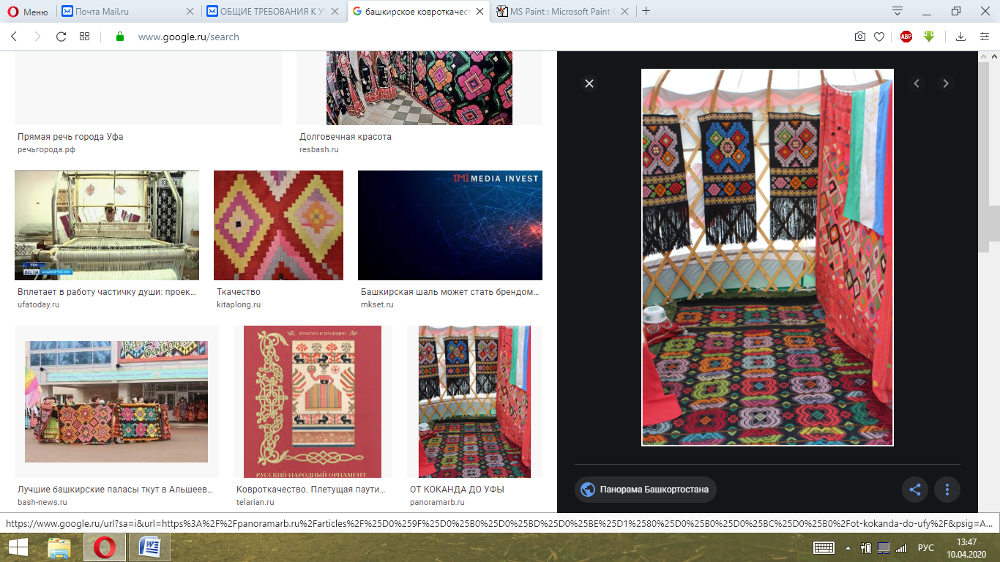 Меню
Почта Mail.ru
ОБЩИЕ ТРЕБОВАНИЯ К У
башкирское ковроткачест
MS Paint : Microsoft Paint
www.google.ru/search
ABP
Прямая речь города Уфа
речьгорода.рф
Долговечная красота
resbash.ru
Уфа
ВЕСТИ БАШКОРТОСТАН
MEDIA INVEST
Вплетает в работу частичку души: проек...
ufatoday.ru
Ткачество
kitaplong.ru
Башкирская шаль может стать брендом...
mkset.ru
КУЛЬТУРА И ТРАДИЦИИ
РУССКИЙ НАРОДНЫЙ ОРНАМЕНТ
Лучшие башкирские паласы ткут в Альшеев...
bash-news.ru
Ковроткачество. Плетущая паути...
telarian.ru
ОТ КОКАНДА ДО УФЫ
panoramarb.ru
Панорама Башкортостана
https://www.google.ru/url?sa=i&url=https%3A%2F%2Fpanoramarb.ru%2Farticles%2F%25D0%259F%25D0%25B0%25D0%25BD%25D0%25BE%25D1%2580%25D0%25B0%25D0%25BC%25D0%25B0%2Fot-kokanda-do-ufy%2F&psig=A...
РУС
13:47
10.04.2020